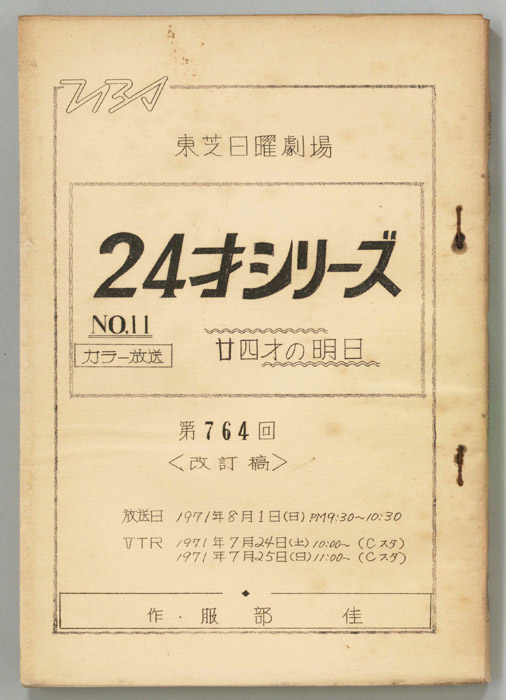 東芝日曜劇場
24才シリーズ
NO.11
カラー放送
廿四才の明日
第764回
<改訂稿>
放送日 1971年8月1日(日) PM9:30~10:30
VTR 1971年7月24日(土) 10:00~ (Cスタ)
1971年7月25日(日) 11:00~ (Cスタ)
作・服部佳